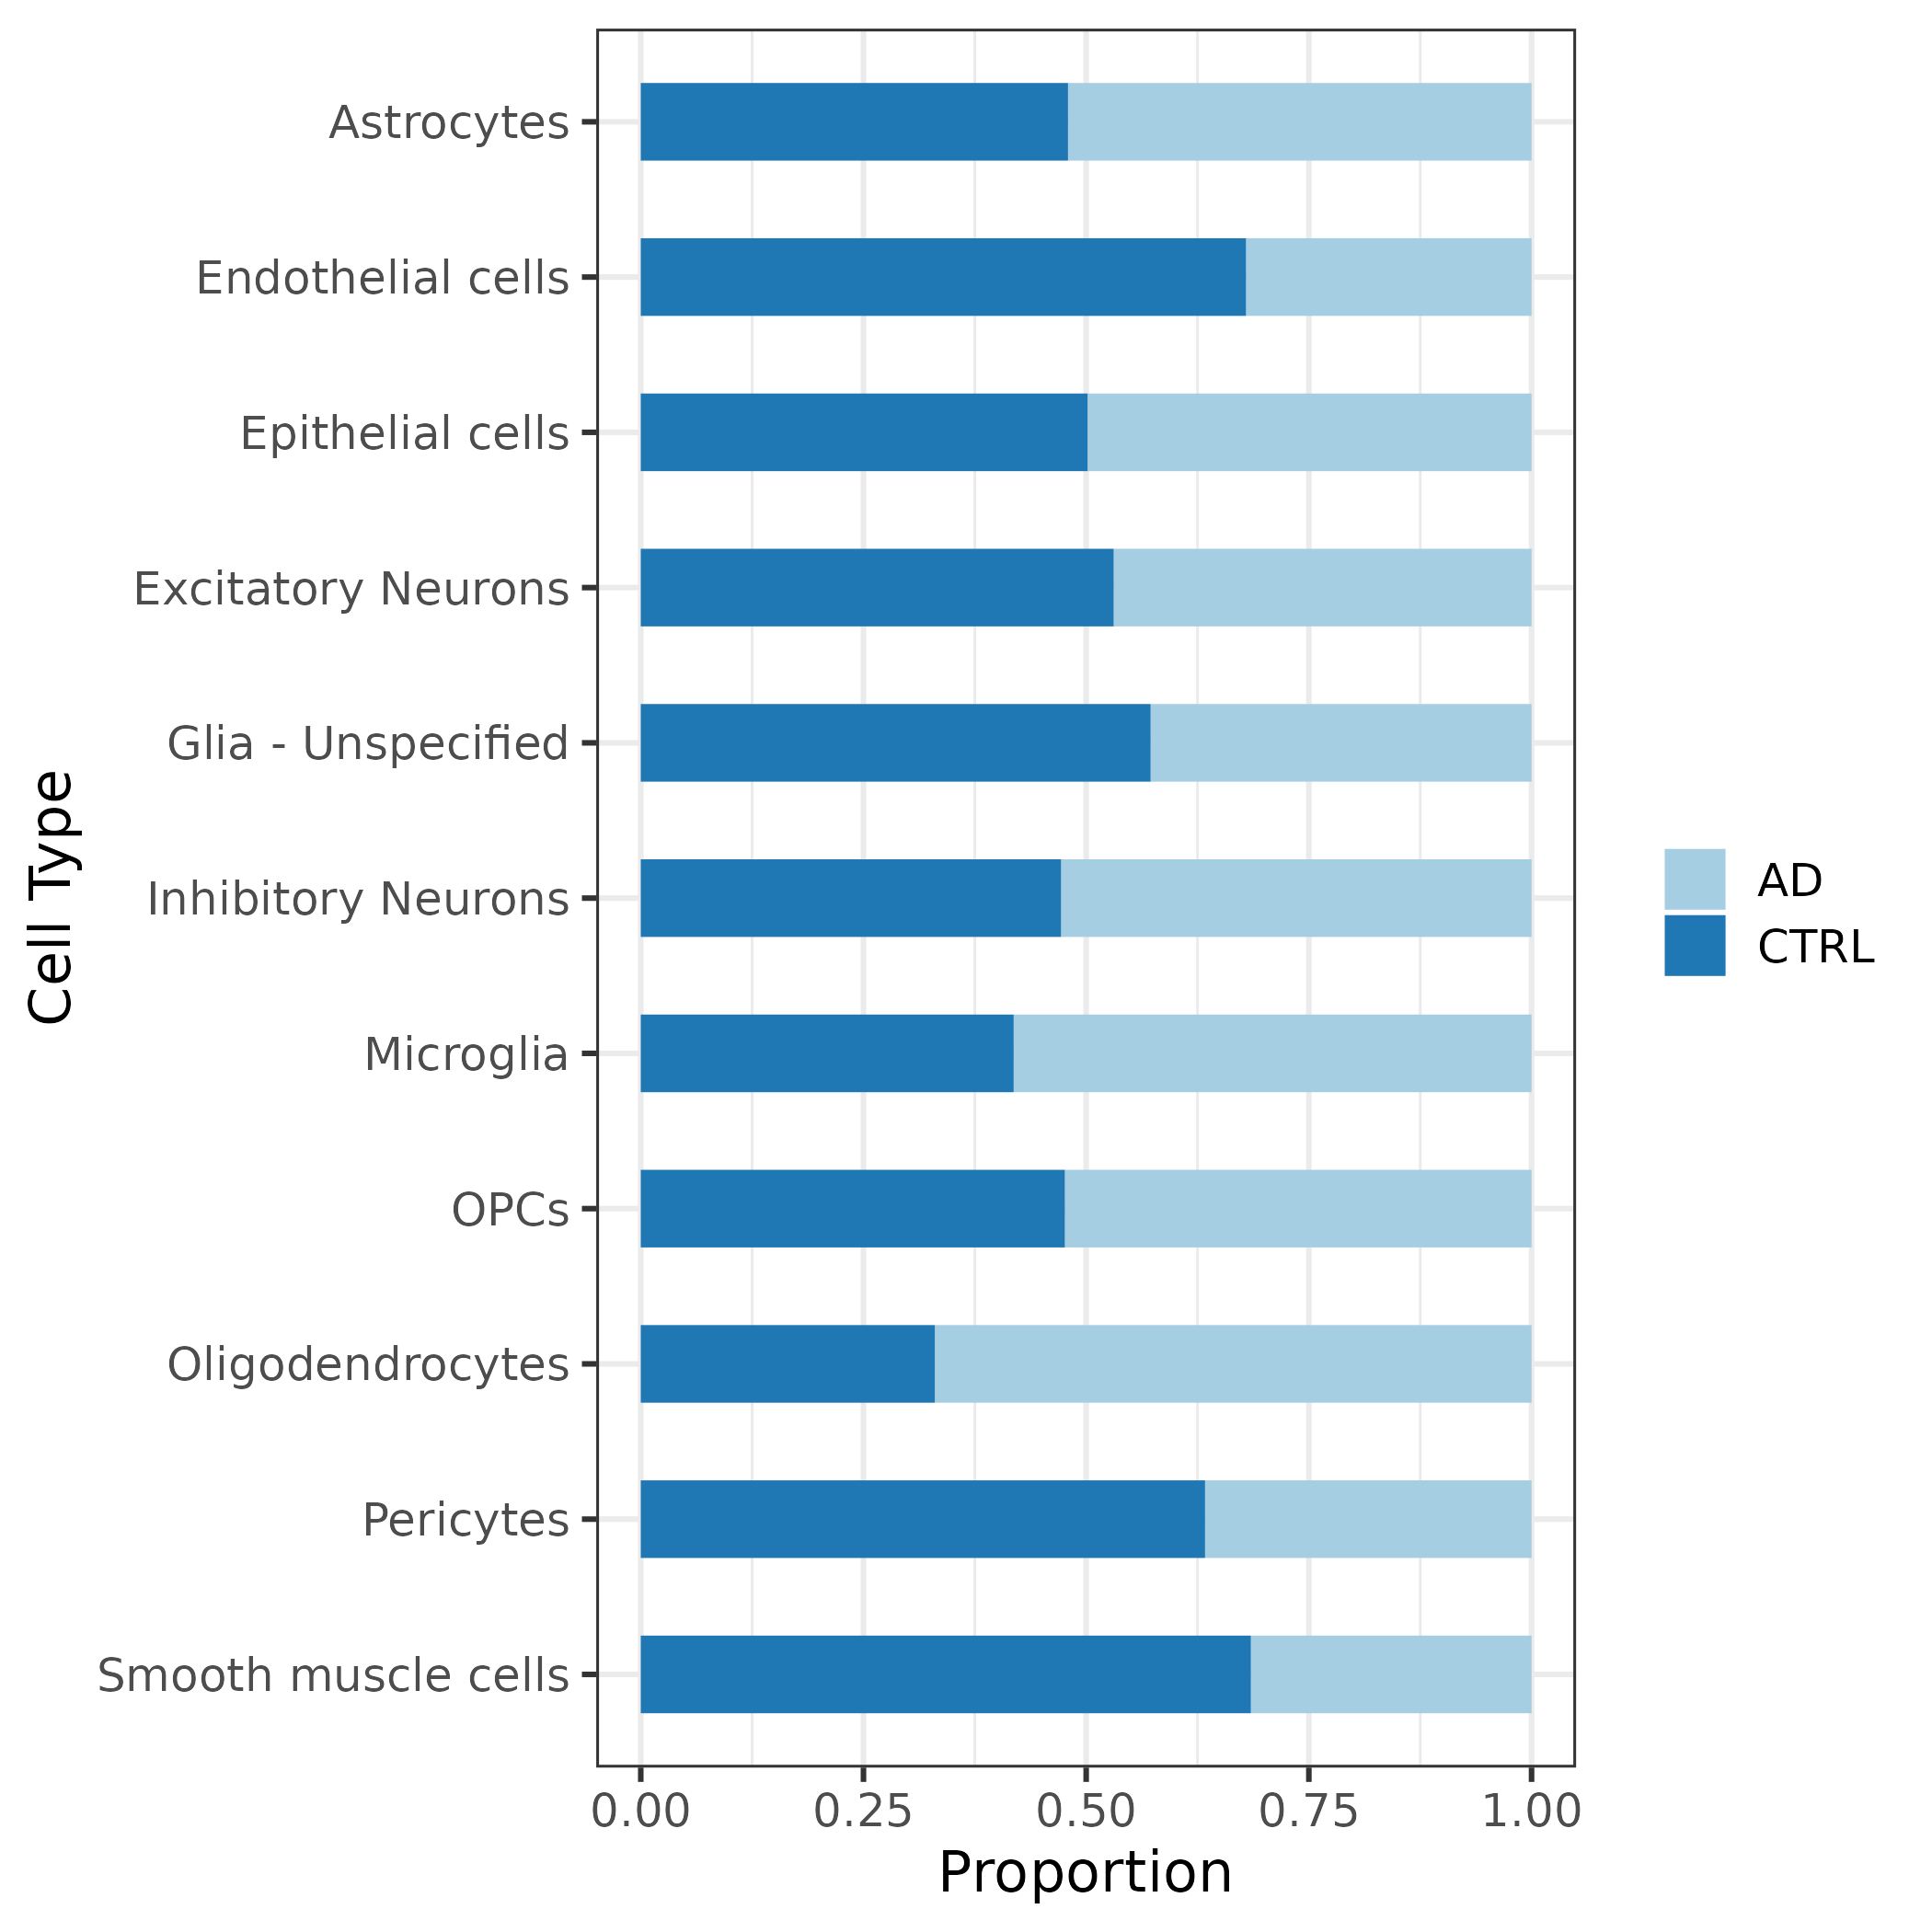 Astrocytes
Endothelial cells
Epithelial cells
Excitatory Neurons
Glia - Unspecified
Inhibitory Neurons
Microglia
OPCs
Oligodendrocytes
Pericytes
Smooth muscle cells
Cell Type
0.00 0.25 0.50 0.75 1.00
Proportion
AD
CTRL